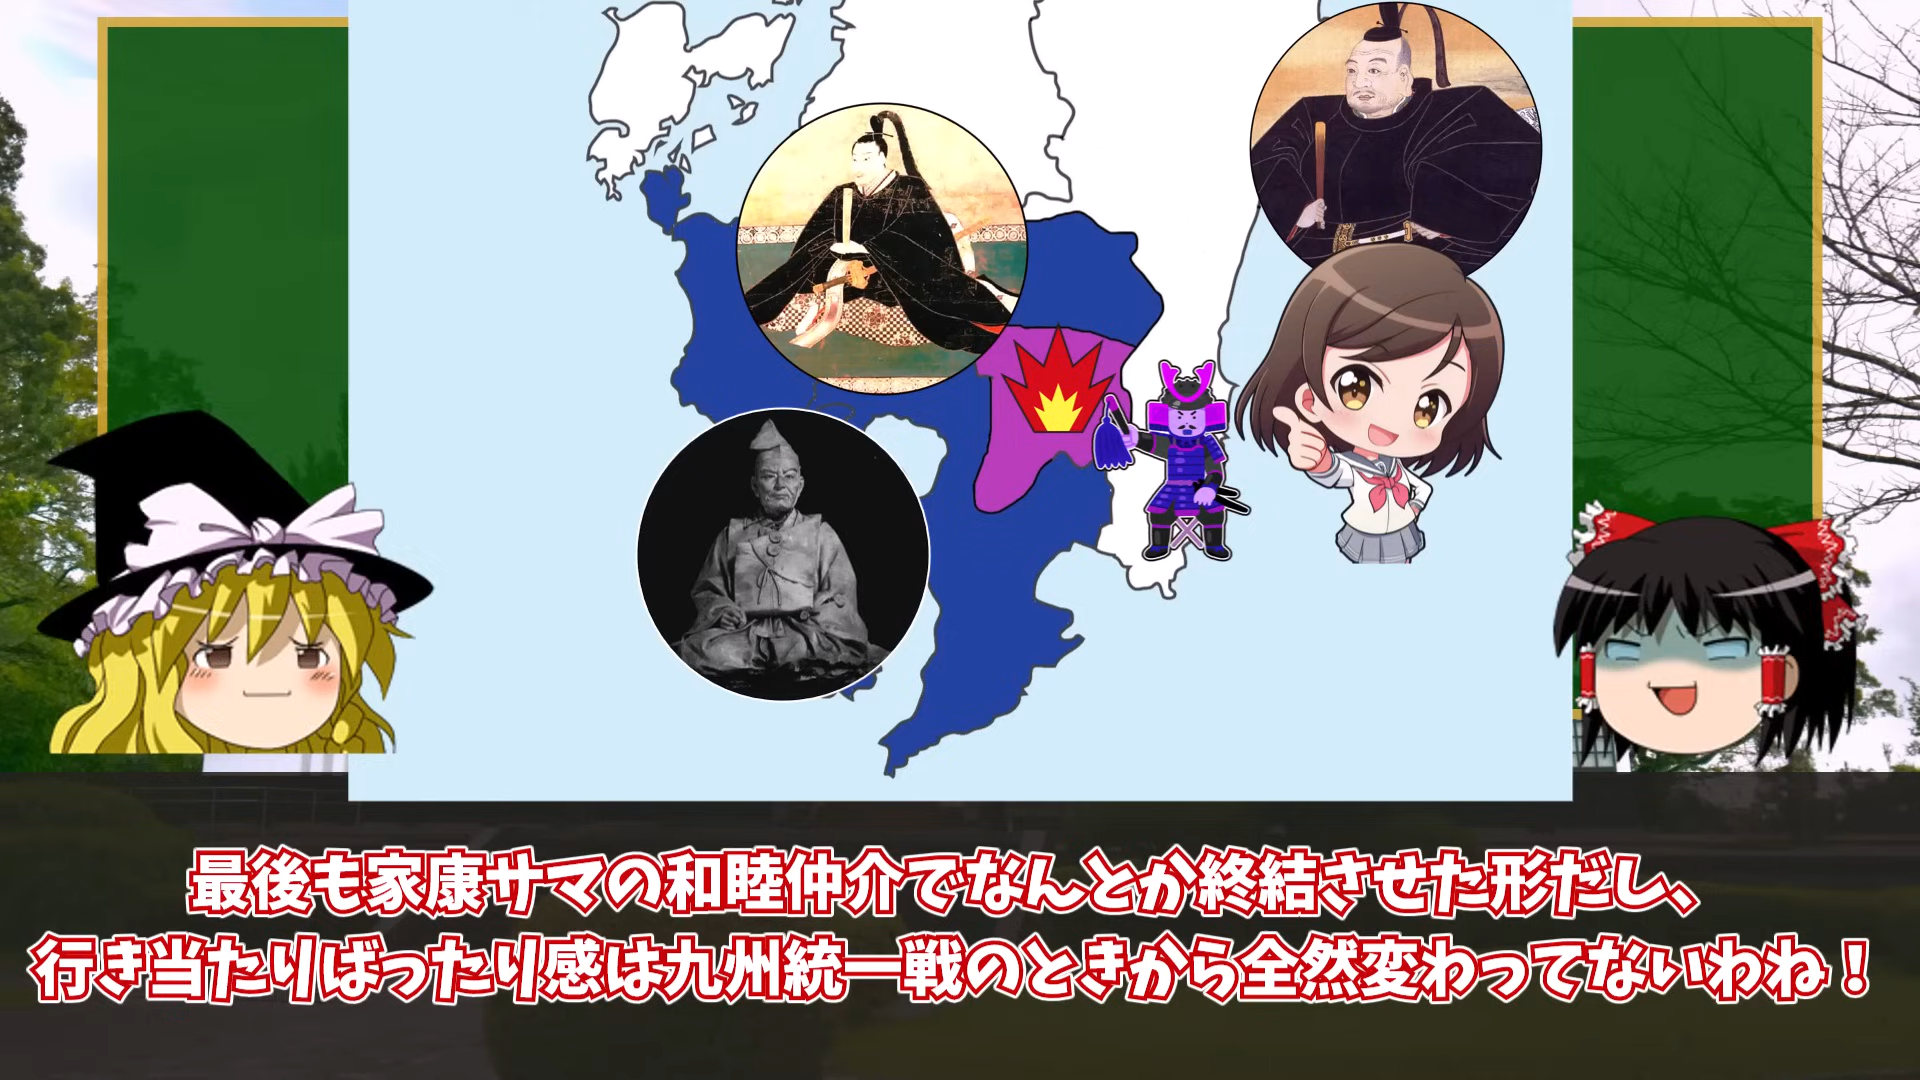 最後も家康サマの和睦仲介でなんとか終結させた形だし、
行き当たりばったり感は九州統一戦のときから全然変わってないわね！